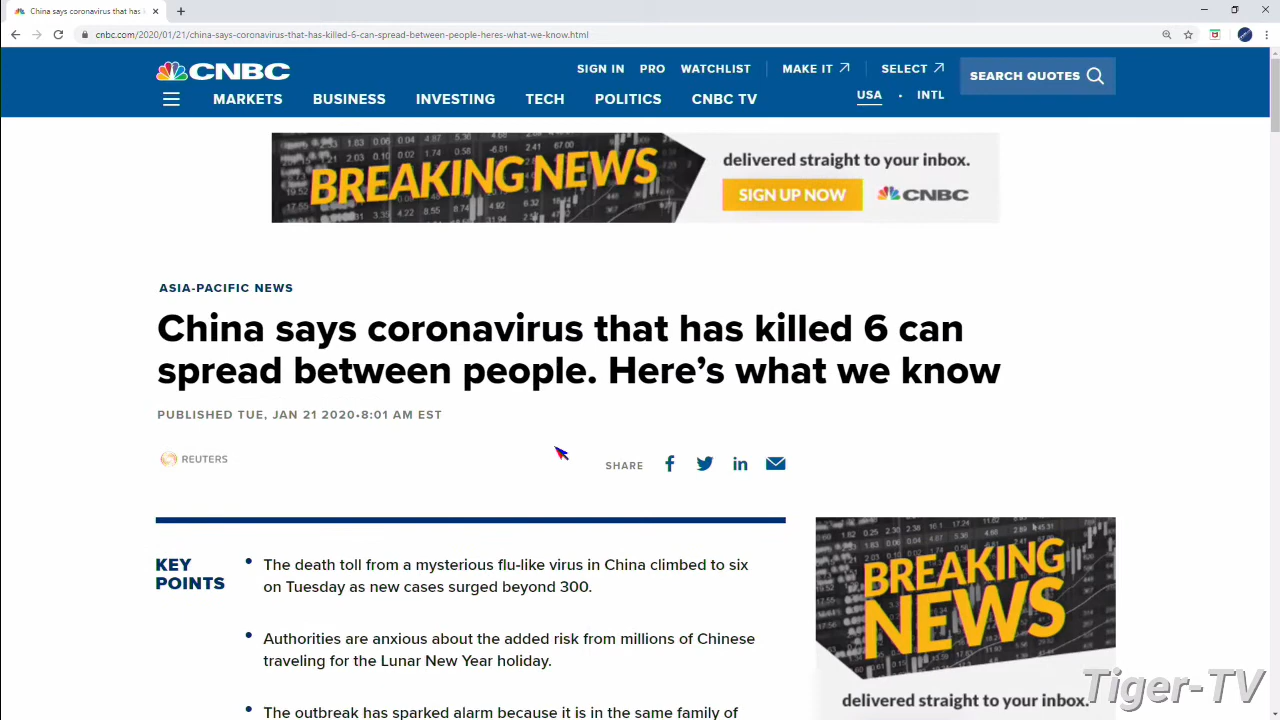 China says coronavirus that has
cnbc.com/2020/01/21/china-says-coronavirus-that-has-killed-6-can-spread-between-people-heres-what-we-know.html
CNBC
SIGN IN PRO WATCHLIST MAKE IT SELECT
SEARCH QUOTES
USA • INTL
MARKETS BUSINESS INVESTING TECH POLITICS CNBC TV
BREAKING NEWS
delivered straight to your inbox.
SIGN UP NOW CNBC
ASIA-PACIFIC NEWS
China says coronavirus that has killed 6 can
spread between people. Here’s what we know
PUBLISHED TUE, JAN 21 2020•8:01 AM EST
REUTERS
SHARE
KEY
POINTS
• The death toll from a mysterious flu-like virus in China climbed to six
on Tuesday as new cases surged beyond 300.
• Authorities are anxious about the added risk from millions of Chinese
traveling for the Lunar New Year holiday.
• The outbreak has sparked alarm because it is in the same family of
BREAKING
NEWS
delivered straight to your inbox.
Tiger-TV